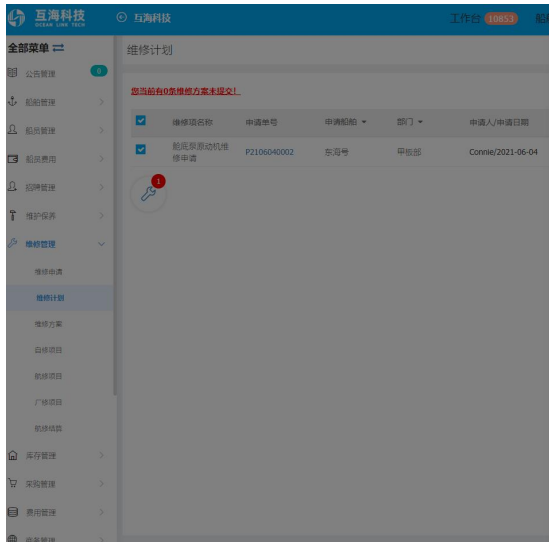 互海科技
OCEAN LINK TECH
互海科技
工作台 10853
全部菜单
维修计划
公告管理
0
您当前有0条维修方案未提交!
船舶管理
维修项名称
申请单号
申请船舶
部门
申请人/申请日期
船员管理
舱底泵原动机维修申请
P2106040002
东海号
甲板部
Connie/2021-06-04
船员费用
招聘管理
1
维护保养
维修管理
维修申请
维修计划
维修方案
自修项目
航修项目
厂修项目
航修结算
库存管理
采购管理
费用管理